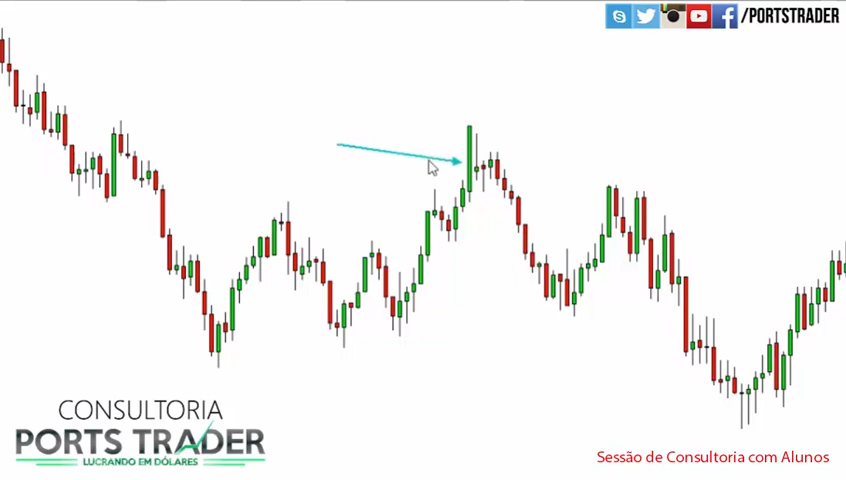 /PORTSTRADER
CONSULTORIA
PORTS TRADER
LUCRANDO EM DÓLARES
Sessão de Consultoria com Alunos